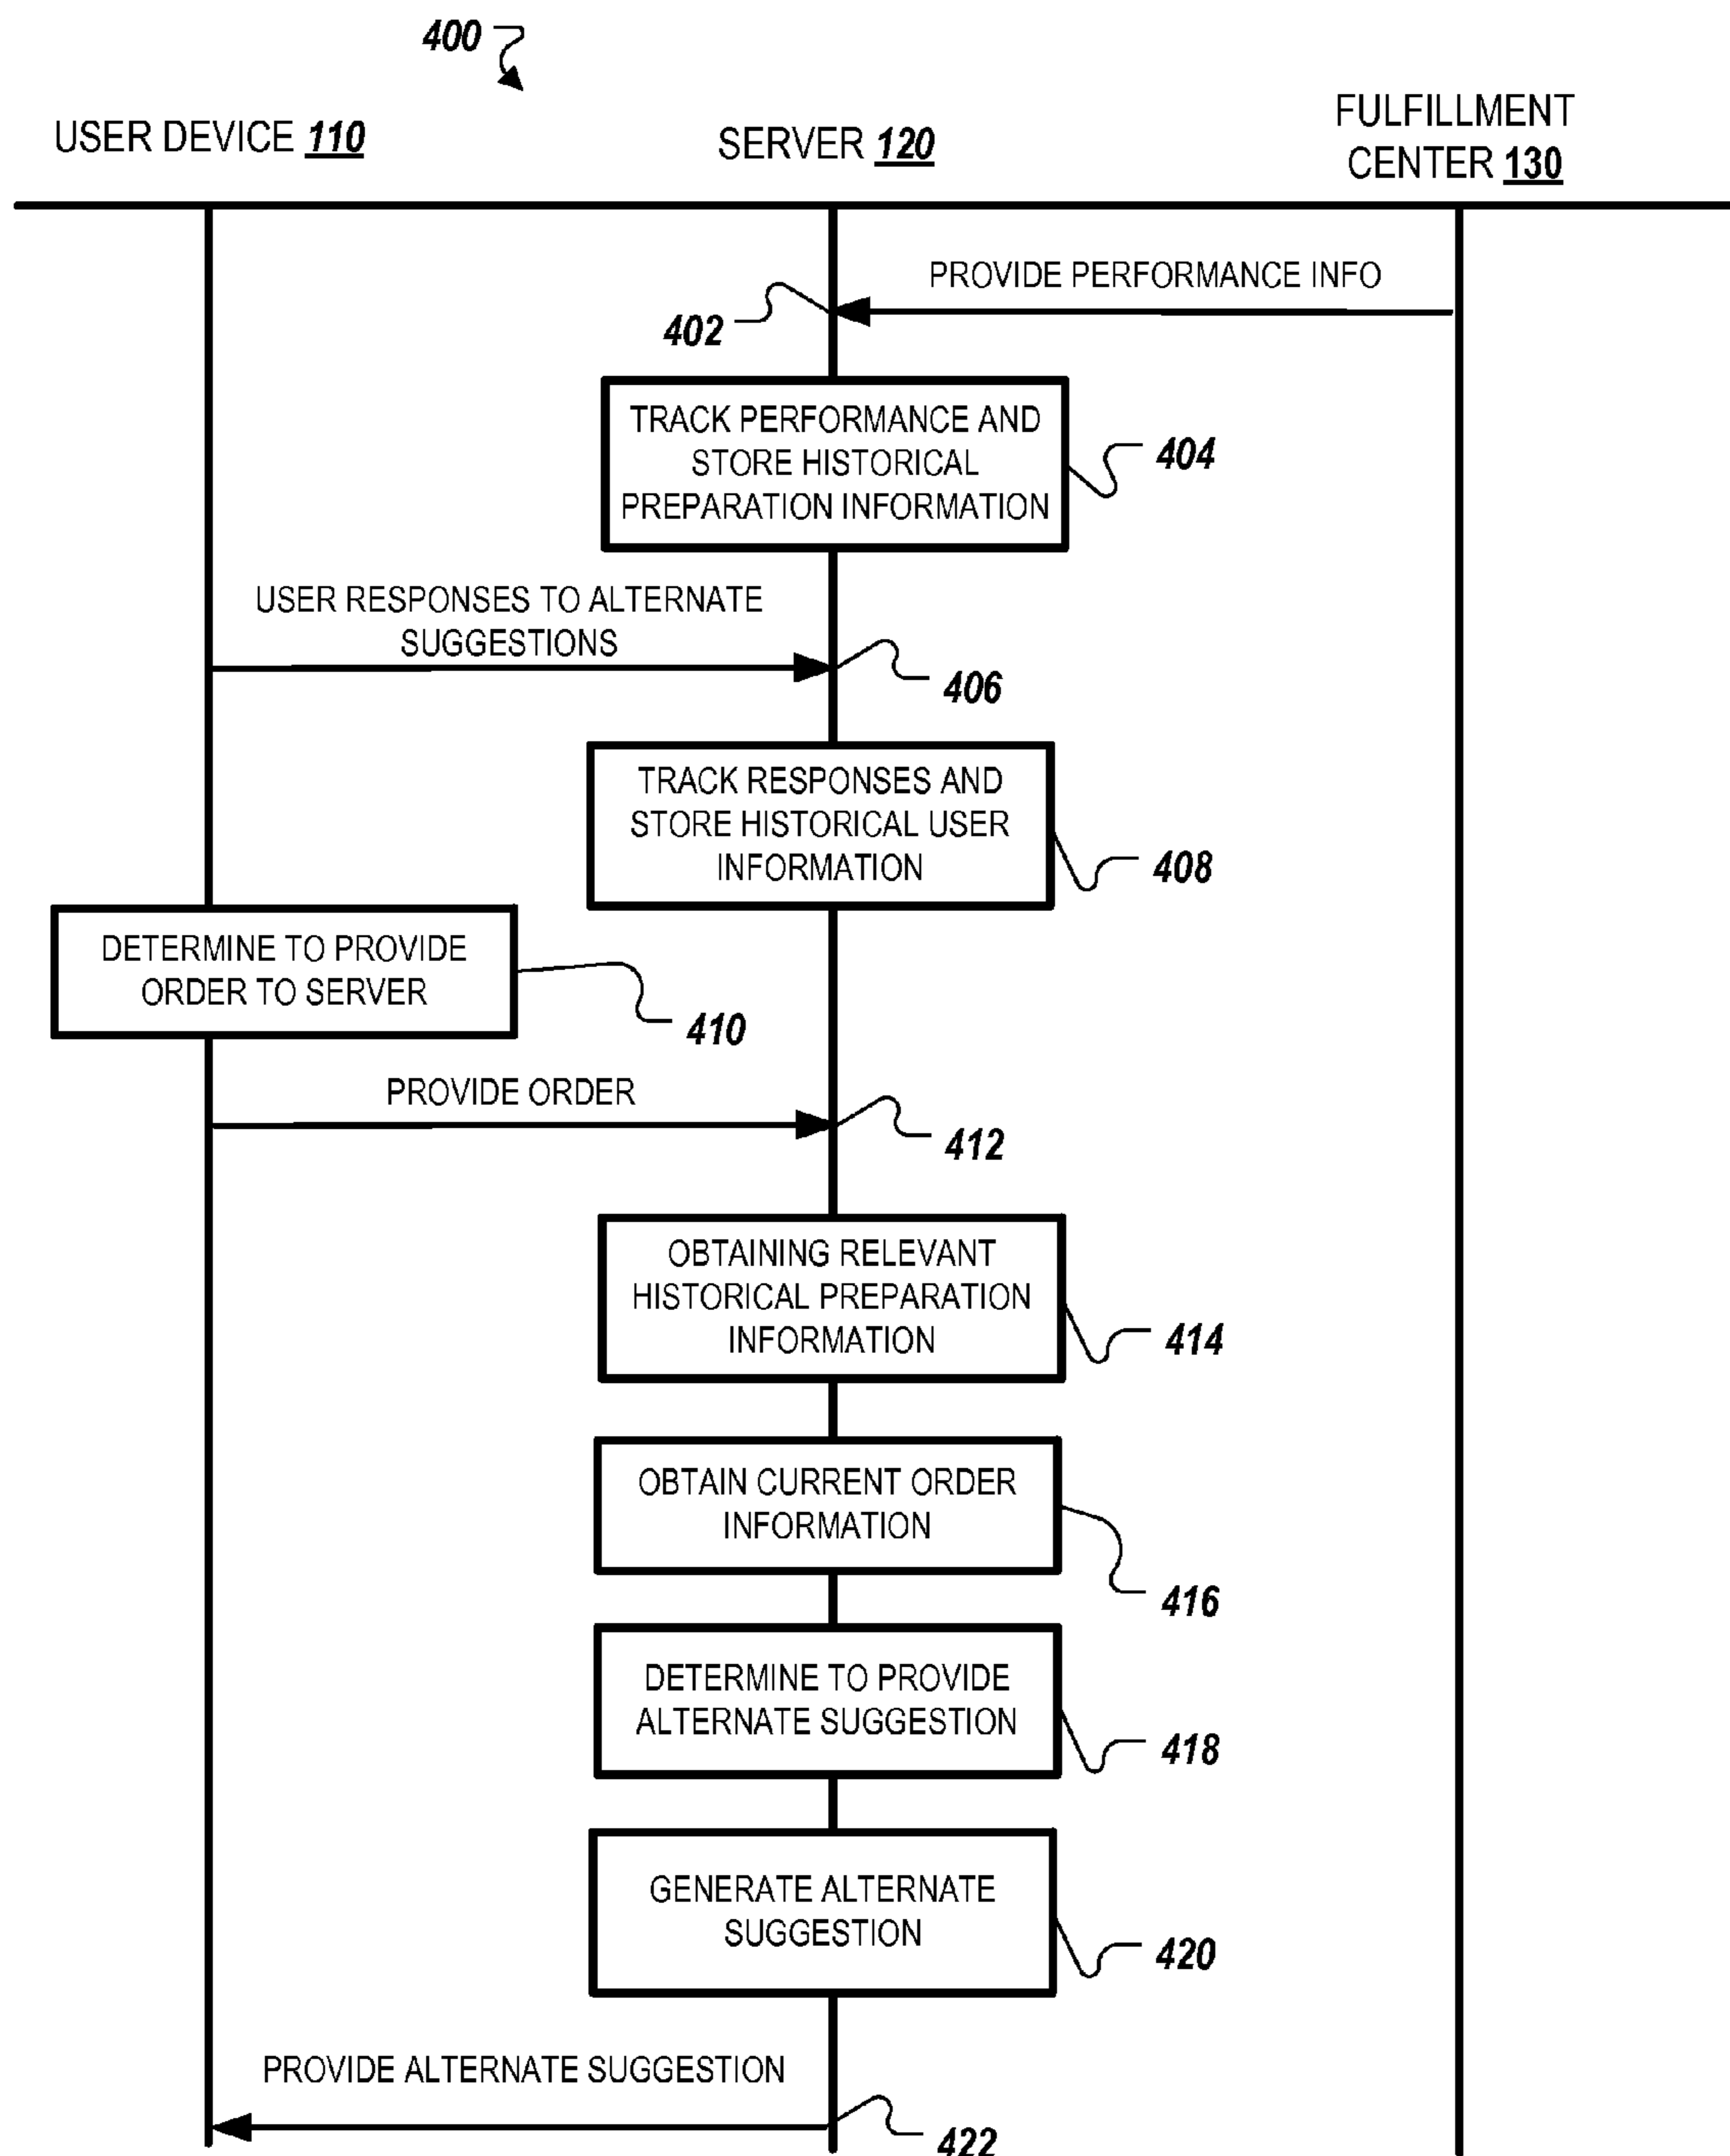 400
USER DEVICE 110
SERVER 120
FULFILLMENT
CENTER 130
PROVIDE PERFORMANCE INFO
402
TRACK PERFORMANCE AND
STORE HISTORICAL
PREPARATION INFORMATION
404
USER RESPONSES TO ALTERNATE
SUGGESTIONS
406
TRACK RESPONSES AND
STORE HISTORICAL USER
INFORMATION
408
DETERMINE TO PROVIDE
ORDER TO SERVER
410
PROVIDE ORDER
412
OBTAINING RELEVANT
HISTORICAL PREPARATION
INFORMATION
414
OBTAIN CURRENT ORDER
INFORMATION
416
DETERMINE TO PROVIDE
ALTERNATE SUGGESTION
418
GENERATE ALTERNATE
SUGGESTION
420
PROVIDE ALTERNATE SUGGESTION
422